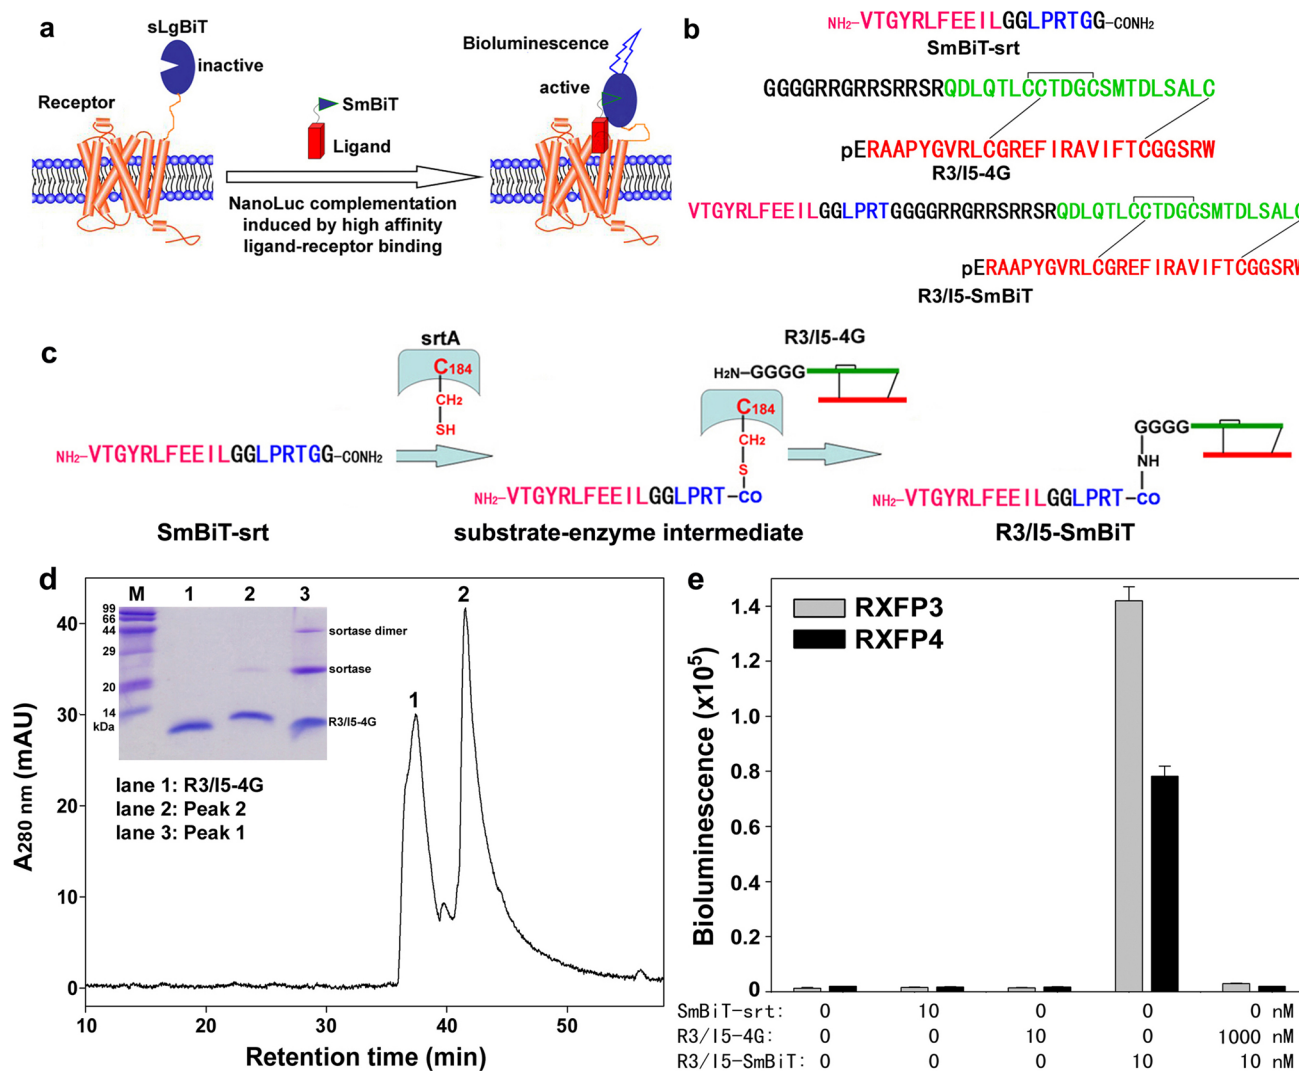 a
sLgBiT
inactive
Receptor
SmBiT
Ligand
NanoLuc complementation
induced by high affinity
ligand-receptor binding
Bioluminescence
active
b
NH2-VTGYRLFEEILGGLPRTGG-CONH2
SmBiT-srt
GGGGRRGRRSRRSRQDLQTLCCTDGCSMTDLSALC
pERAAPYGVRLCGREFIRAVIFTCGGSRW
R3/I5-4G
VTGYRLFEEILGGLPRTGGGGRRGRRSRRSRQDLQTLCCTDGCSMTDLSALC
pERAAPYGVRLCGREFIRAVIFTCGGSRW
R3/I5-SmBiT
c
srtA
C184
CH2
SH
NH2-VTGYRLFEEILGGLPRTGG-CONH2
SmBiT-srt
R3/I5-4G
H2N-GGGG
C184
CH2
S
NH2-VTGYRLFEEILGGLPRT-CO
substrate-enzyme intermediate
GGGG
NH
NH2-VTGYRLFEEILGGLPRT-CO
R3/I5-SmBiT
d
M 1 2 3
99
66
44
29
20
14
kDa
sortase dimer
sortase
R3/I5-4G
lane 1: R3/I5-4G
lane 2: Peak 2
lane 3: Peak 1
1
2
A280 nm (mAU)
40
30
20
10
0
10 20 30 40 50
Retention time (min)
e
RXFP3
RXFP4
Bioluminescence (x10⁵)
1.4
1.2
1.0
0.8
0.6
0.4
0.2
0
SmBiT-srt: 0 10 0 0 0 nM
R3/I5-4G: 0 0 10 0 1000 nM
R3/I5-SmBiT: 0 0 0 10 10 nM